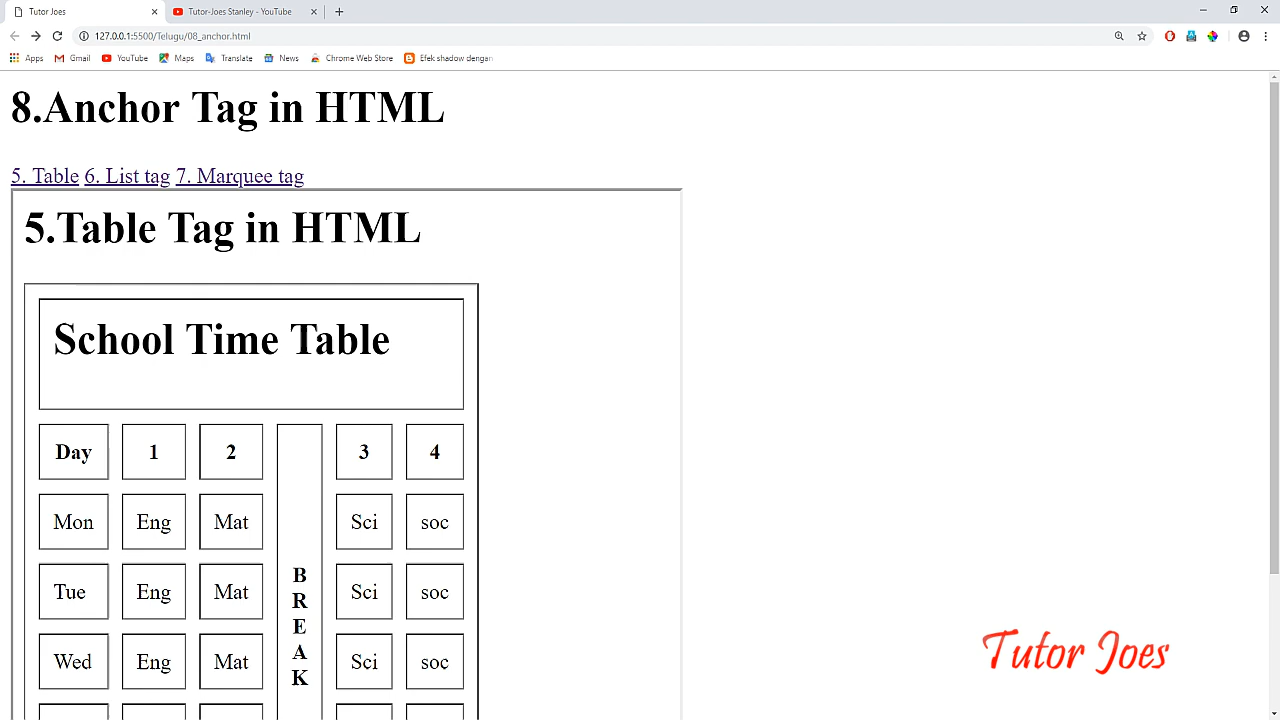 Tutor Joes
Tutor-Joes Stanley - YouTube
127.0.0.1:5500/Telugu/08_anchor.html
Apps Gmail YouTube Maps Translate News Chrome Web Store Efek shadow dengan
8.Anchor Tag in HTML
5. Table 6. List tag 7. Marquee tag
5.Table Tag in HTML
School Time Table
Day 1 2 3 4
Mon Eng Mat Sci soc
Tue Eng Mat Sci soc
Wed Eng Mat Sci soc
B
R
E
A
K
Tutor Joes